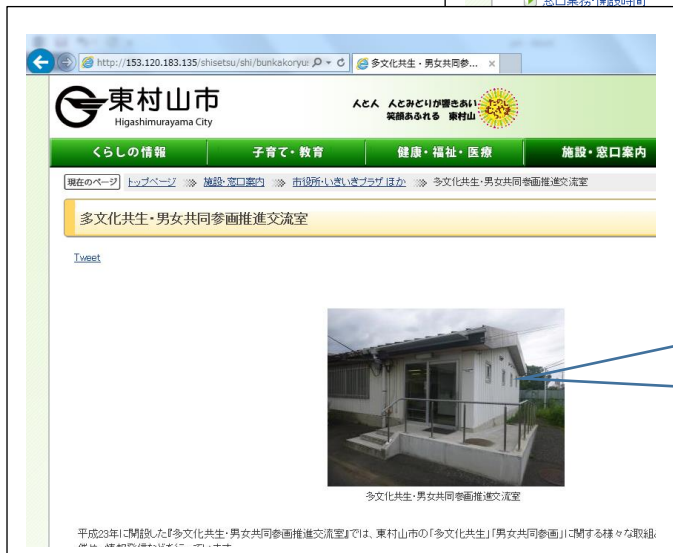 窓口業務・開設時間
http://153.120.183.135/shisetsu/shi/bunkakoryu
多文化共生・男女共同参... ×
東村山市
Higashimurayama City
人と人 人とみどりが響きあい
笑顔あふれる 東村山
くらしの情報 子育て・教育 健康・福祉・医療 施設・窓口案内
現在のページ トップページ 施設・窓口案内 市役所・いきいきプラザ ほか 多文化共生・男女共同参画推進交流室
多文化共生・男女共同参画推進交流室
Tweet
多文化共生・男女共同参画推進交流室
平成23年に開設した『多文化共生・男女共同参画推進交流室』では、東村山市の「多文化共生」「男女共同参画」に関する様々な取組